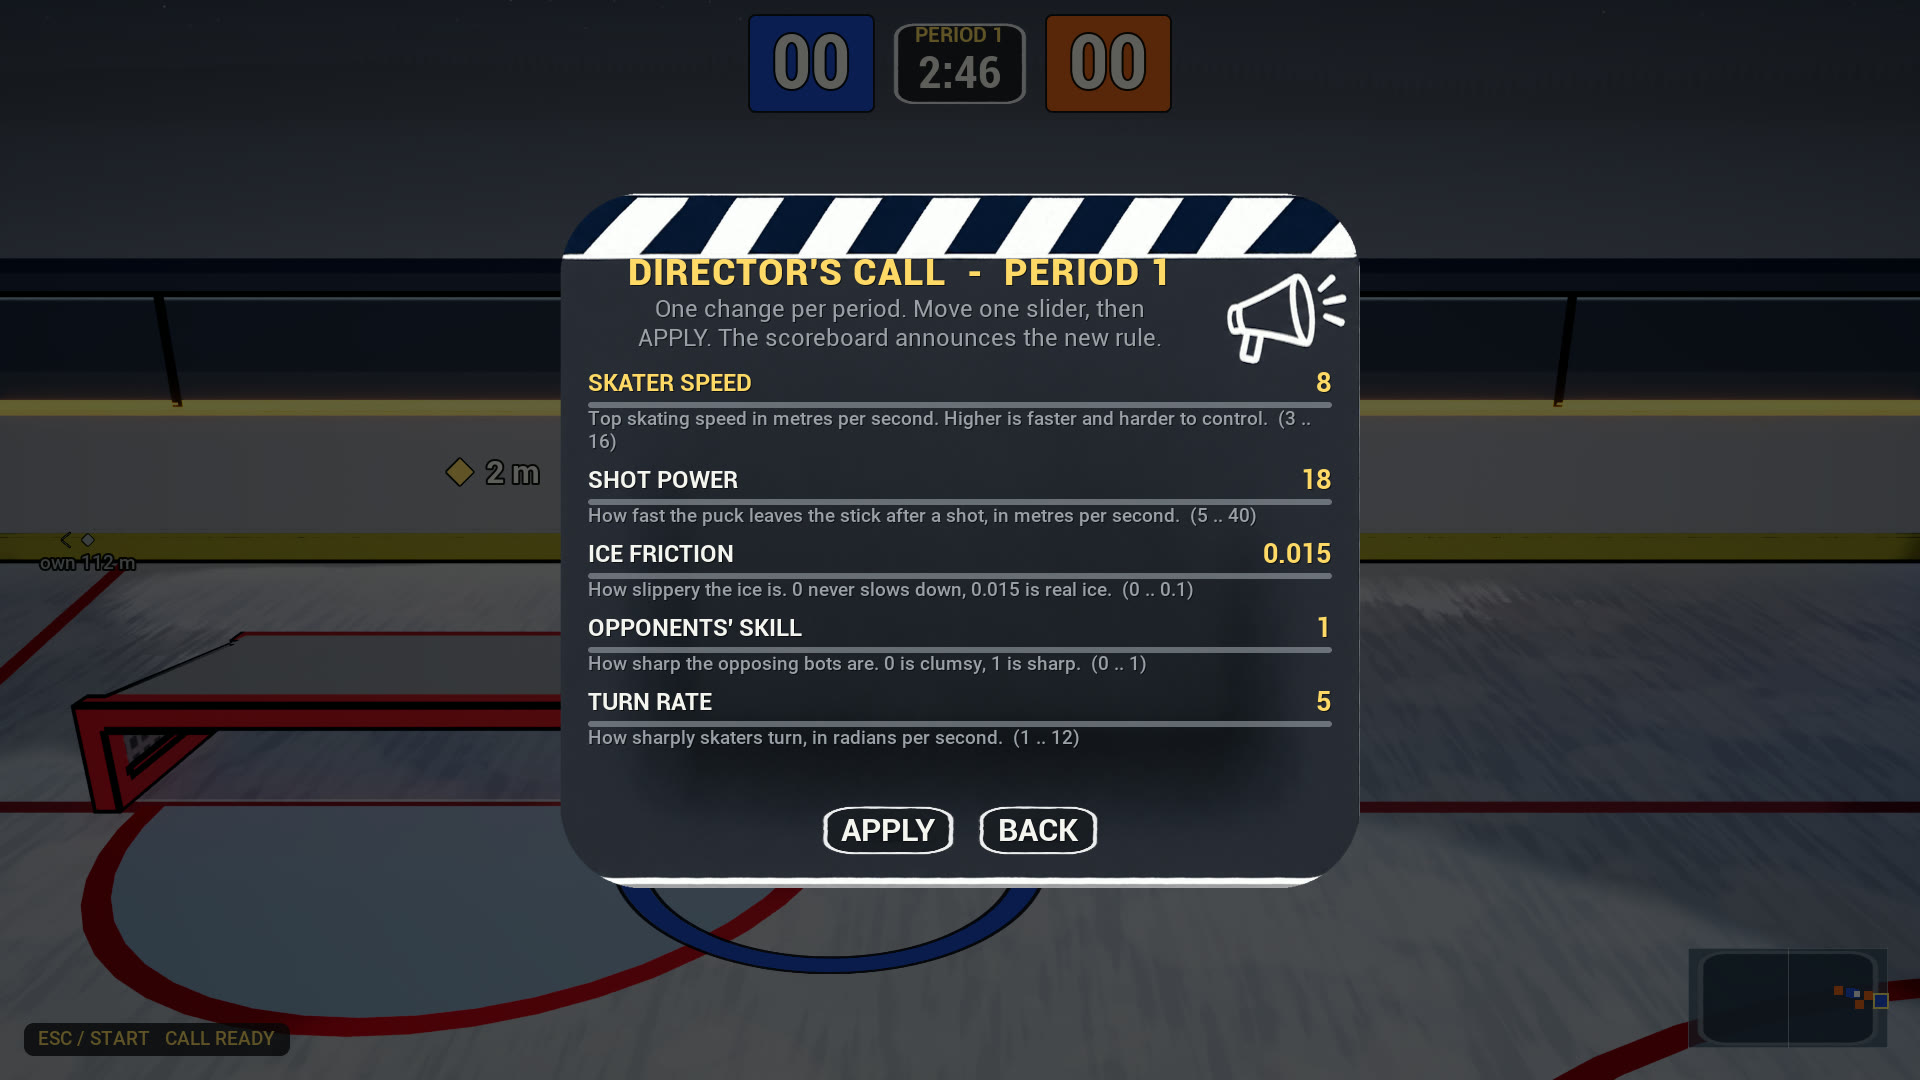 00
PERIOD 1
2:46
00
DIRECTOR'S CALL - PERIOD 1
One change per period. Move one slider, then
APPLY. The scoreboard announces the new rule.
SKATER SPEED 8
Top skating speed in metres per second. Higher is faster and harder to control. (3 ..
16)
2 m
SHOT POWER 18
How fast the puck leaves the stick after a shot, in metres per second. (5 .. 40)
own 112 m
ICE FRICTION 0.015
How slippery the ice is. 0 never slows down, 0.015 is real ice. (0 .. 0.1)
OPPONENTS' SKILL 1
How sharp the opposing bots are. 0 is clumsy, 1 is sharp. (0 .. 1)
TURN RATE 5
How sharply skaters turn, in radians per second. (1 .. 12)
APPLY BACK
ESC / START CALL READY